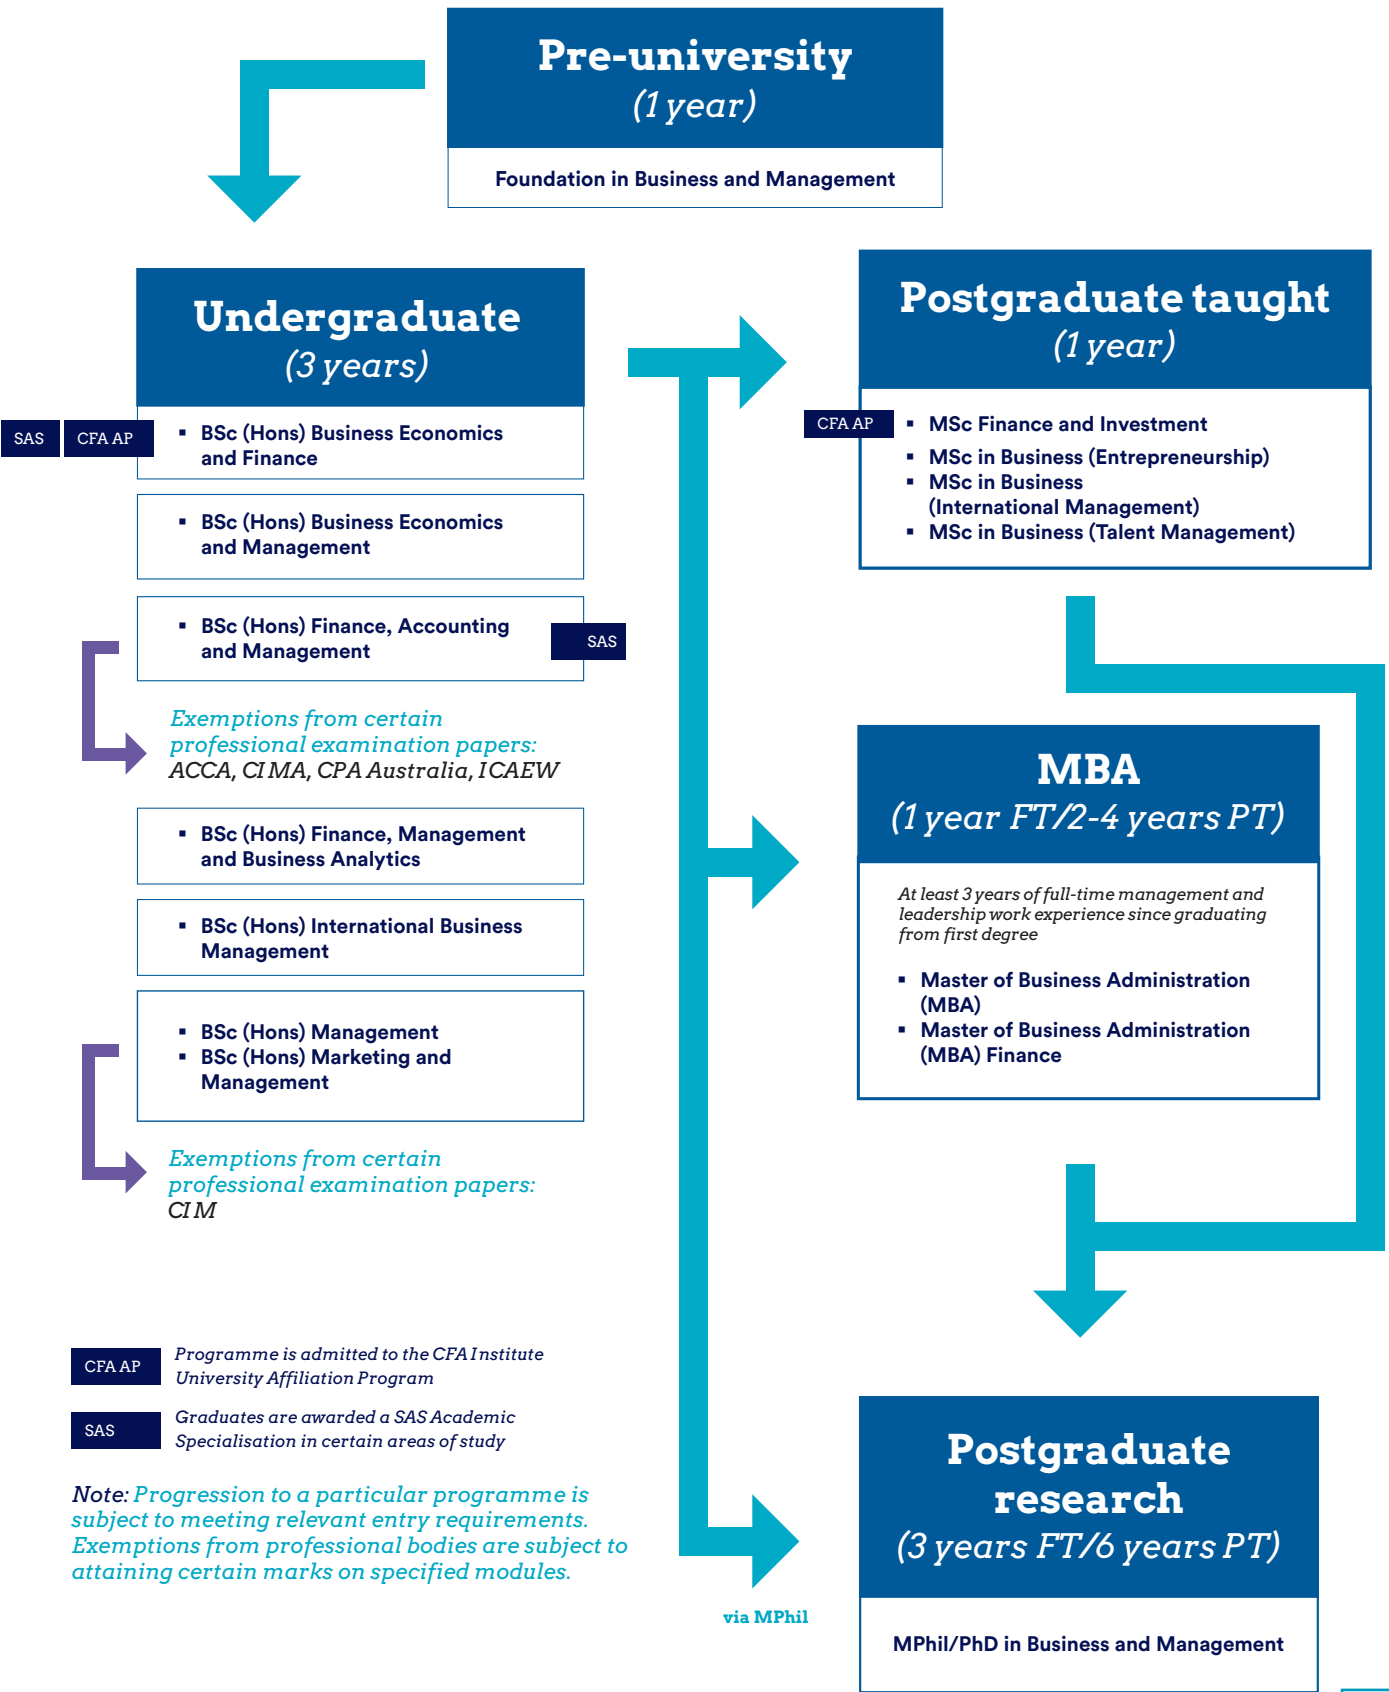 Pre-university
(1 year)
Foundation in Business and Management
Undergraduate
(3 years)
SAS
CFA AP
▪ BSc (Hons) Business Economics
and Finance
▪ BSc (Hons) Business Economics
and Management
▪ BSc (Hons) Finance, Accounting
and Management
SAS
Exemptions from certain
professional examination papers:
ACCA, CIMA, CPA Australia, ICAEW
▪ BSc (Hons) Finance, Management
and Business Analytics
▪ BSc (Hons) International Business
Management
▪ BSc (Hons) Management
▪ BSc (Hons) Marketing and
Management
Exemptions from certain
professional examination papers:
CIM
Postgraduate taught
(1 year)
CFA AP
▪ MSc Finance and Investment
▪ MSc in Business (Entrepreneurship)
▪ MSc in Business
(International Management)
▪ MSc in Business (Talent Management)
MBA
(1 year FT/2-4 years PT)
At least 3 years of full-time management and
leadership work experience since graduating
from first degree
▪ Master of Business Administration
(MBA)
▪ Master of Business Administration
(MBA) Finance
CFA AP
Programme is admitted to the CFA Institute
University Affiliation Program
SAS
Graduates are awarded a SAS Academic
Specialisation in certain areas of study
Note: Progression to a particular programme is
subject to meeting relevant entry requirements.
Exemptions from professional bodies are subject to
attaining certain marks on specified modules.
via MPhil
Postgraduate
research
(3 years FT/6 years PT)
MPhil/PhD in Business and Management